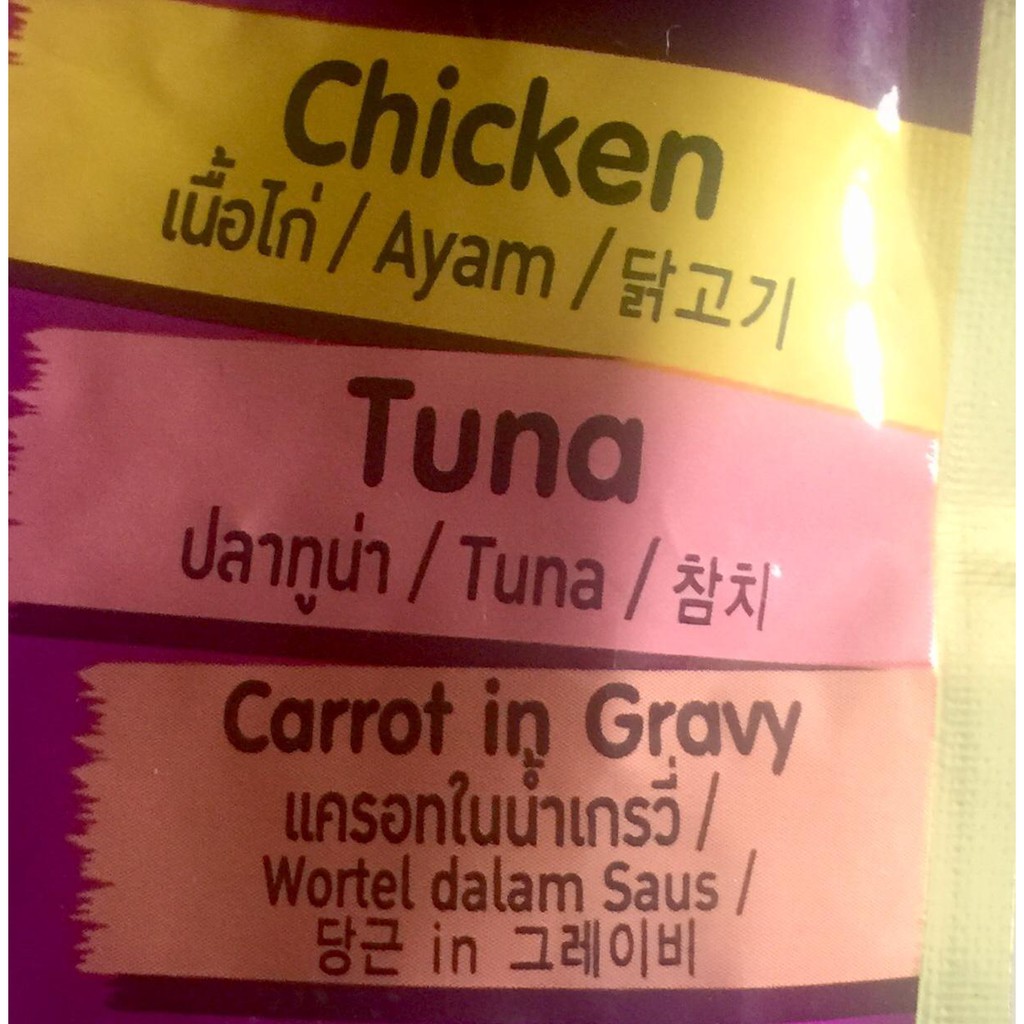 Chicken
เนื้อไก่ / Ayam / 닭고기
Tuna
ปลาทูน่า / Tuna / 참치
Carrot in Gravy
แครอทในน้ำเกรวี่ /
Wortel dalam Saus /
당근 in 그레이비